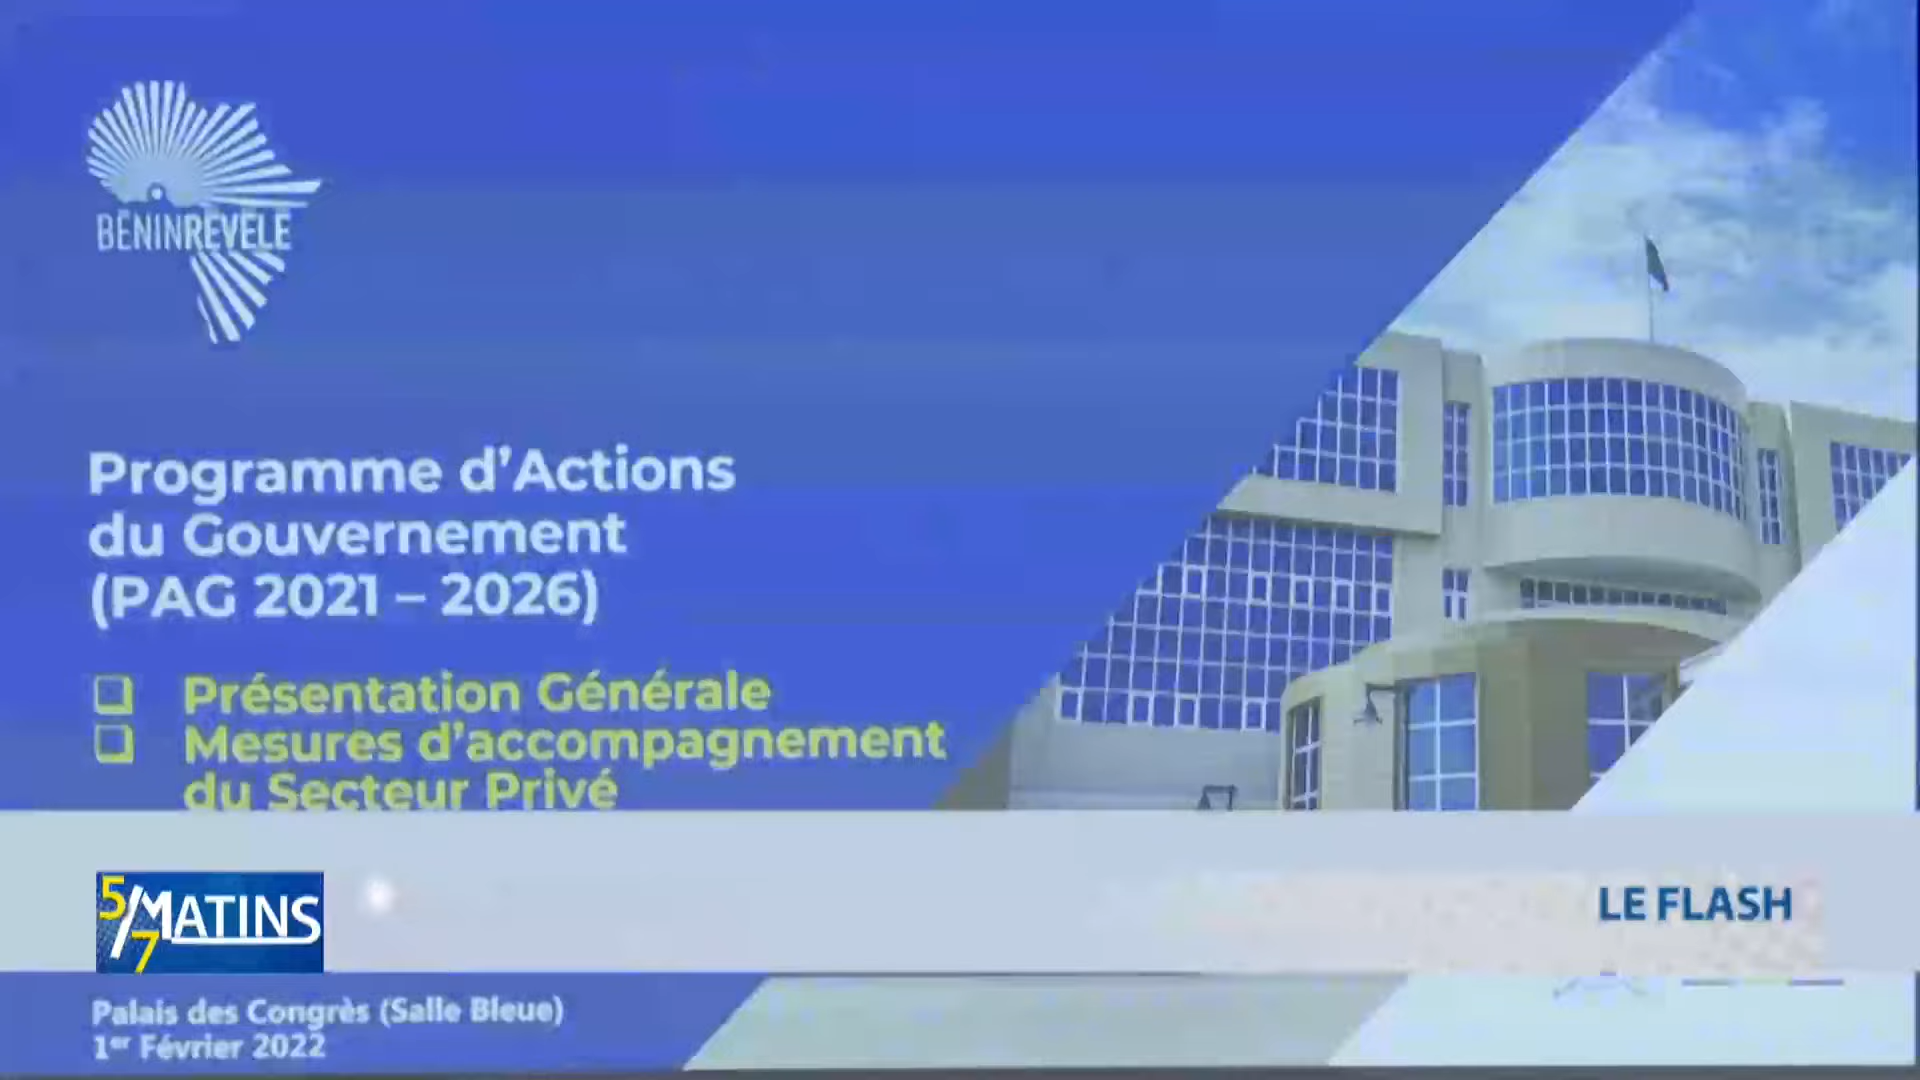 BÉNINRÉVÉLÉ
Programme d'Actions
du Gouvernement
(PAG 2021 – 2026)
❑ Présentation Générale
❑ Mesures d'accompagnement
du Secteur Privé
5/7 MATINS
LE FLASH
Palais des Congrès (Salle Bleue)
1er Février 2022